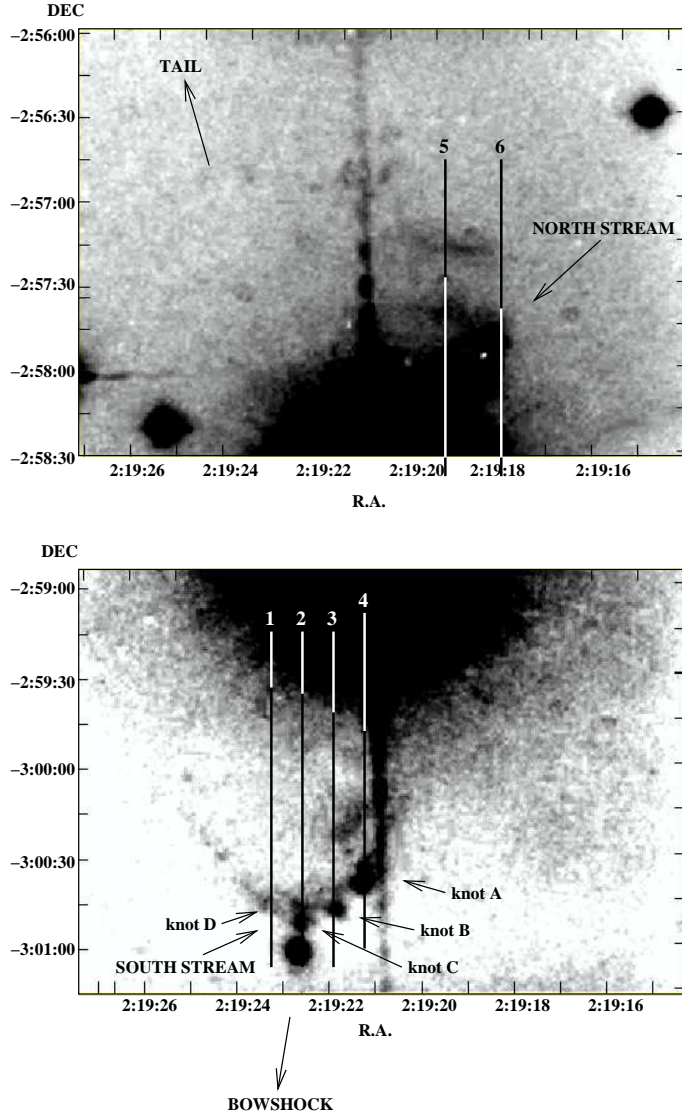 DEC
−2:56:00
TAIL
−2:56:30
5 6
−2:57:00
NORTH STREAM
−2:57:30
−2:58:00
−2:58:30
2:19:26 2:19:24 2:19:22 2:19:20 2:19:18 2:19:16
R.A.
DEC
−2:59:00
1 2 3 4
−2:59:30
−3:00:00
−3:00:30
knot A
knot D
knot B
SOUTH STREAM
knot C
−3:01:00
2:19:26 2:19:24 2:19:22 2:19:20 2:19:18 2:19:16
R.A.
BOWSHOCK